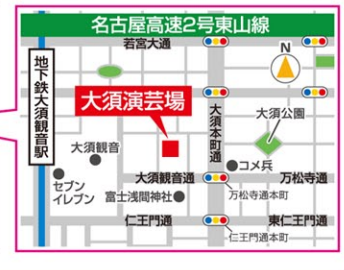 名古屋高速2号東山線
若宮大通
N
地下鉄大須観音駅
大須演芸場
大須本町通
大須公園
大須観音
コメ兵
セブン
イレブン
大須観音通
万松寺通
富士浅間神社
万松寺通本町
仁王門通
東仁王門通
仁王門通本町